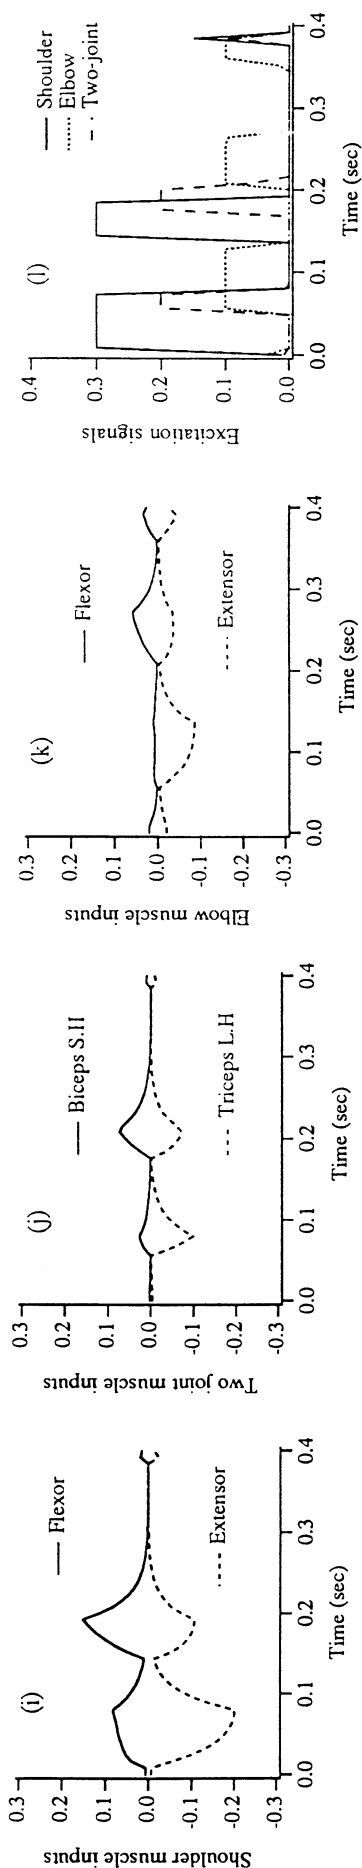 (i)
Flexor
Extensor
Shoulder muscle inputs
0.3
0.2
0.1
0.0
-0.1
-0.2
-0.3
0.0 0.1 0.2 0.3 0.4
Time (sec)
(j)
Biceps S.H
Triceps L.H
Two joint muscle inputs
0.3
0.2
0.1
0.0
-0.1
-0.2
-0.3
0.0 0.1 0.2 0.3 0.4
Time (sec)
(k)
Flexor
Extensor
Elbow muscle inputs
0.3
0.2
0.1
0.0
-0.1
-0.2
-0.3
0.0 0.1 0.2 0.3 0.4
Time (sec)
(l)
Shoulder
Elbow
Two-joint
Excitation signals
0.4
0.3
0.2
0.1
0.0
0.0 0.1 0.2 0.3 0.4
Time (sec)